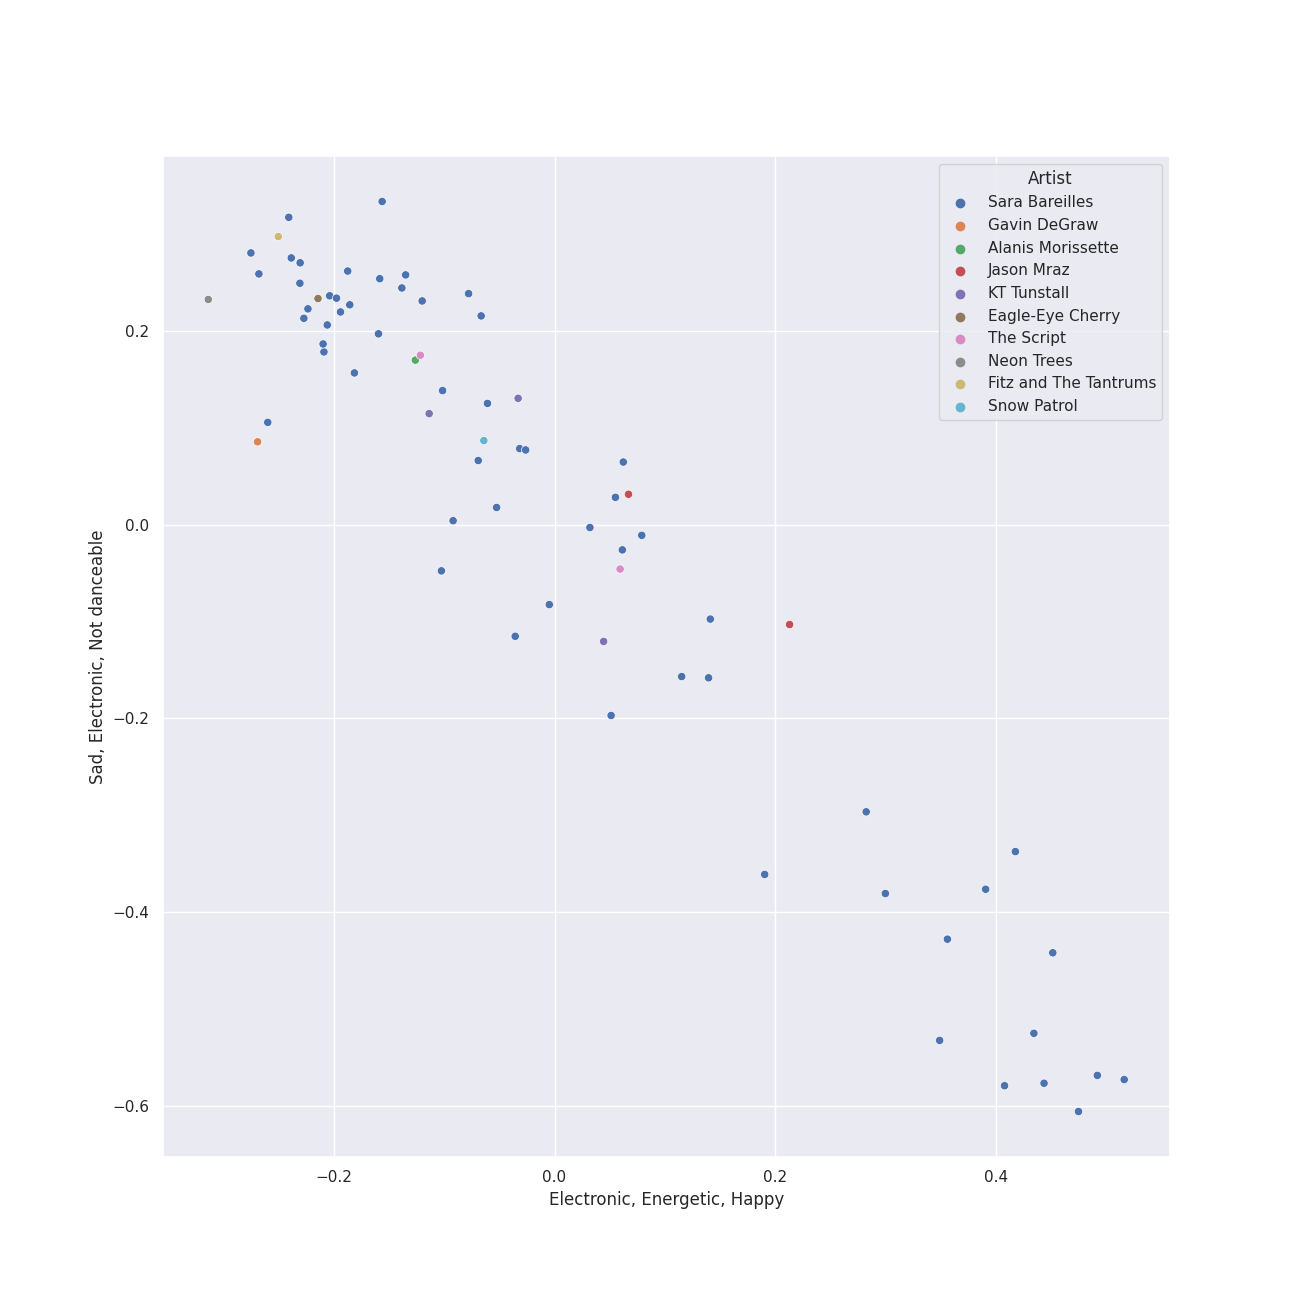 Artist
Sara Bareilles
Gavin DeGraw
Alanis Morissette
Jason Mraz
KT Tunstall
Eagle-Eye Cherry
The Script
Neon Trees
Fitz and The Tantrums
Snow Patrol
Sad, Electronic, Not danceable
0.2
0.0
−0.2
−0.4
−0.6
−0.2 0.0 0.2 0.4
Electronic, Energetic, Happy